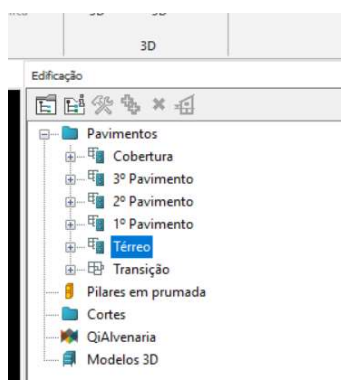 3D
Edificação
Pavimentos
Cobertura
3º Pavimento
2º Pavimento
1º Pavimento
Térreo
Transição
Pilares em prumada
Cortes
QiAlvenaria
Modelos 3D